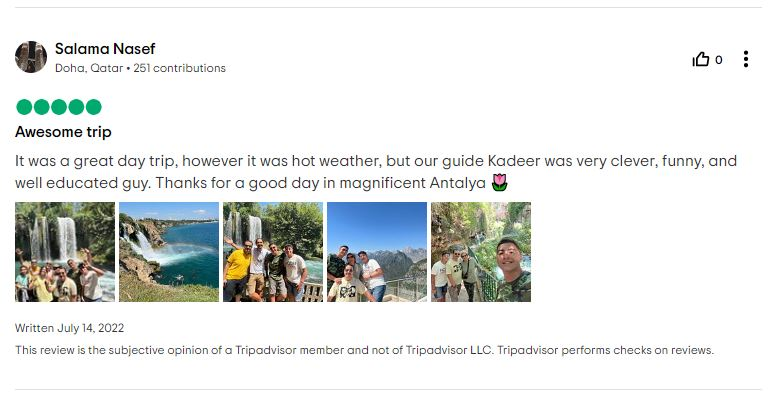 Salama Nasef
Doha, Qatar • 251 contributions
0
Awesome trip
It was a great day trip, however it was hot weather, but our guide Kadeer was very clever, funny, and
well educated guy. Thanks for a good day in magnificent Antalya 🌷
Written July 14, 2022
This review is the subjective opinion of a Tripadvisor member and not of Tripadvisor LLC. Tripadvisor performs checks on reviews.